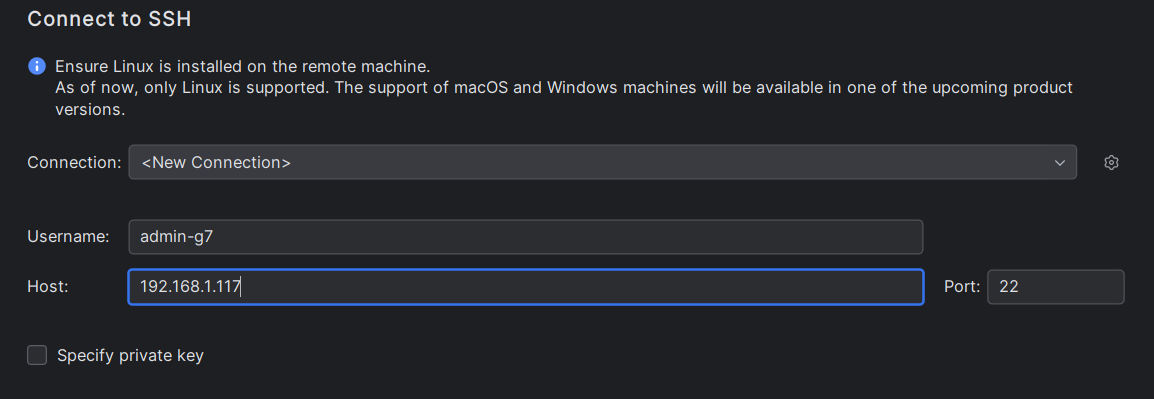 Connect to SSH
Ensure Linux is installed on the remote machine.
As of now, only Linux is supported. The support of macOS and Windows machines will be available in one of the upcoming product
versions.
Connection: <New Connection>
Username: admin-g7
Host: 192.168.1.117 Port: 22
Specify private key